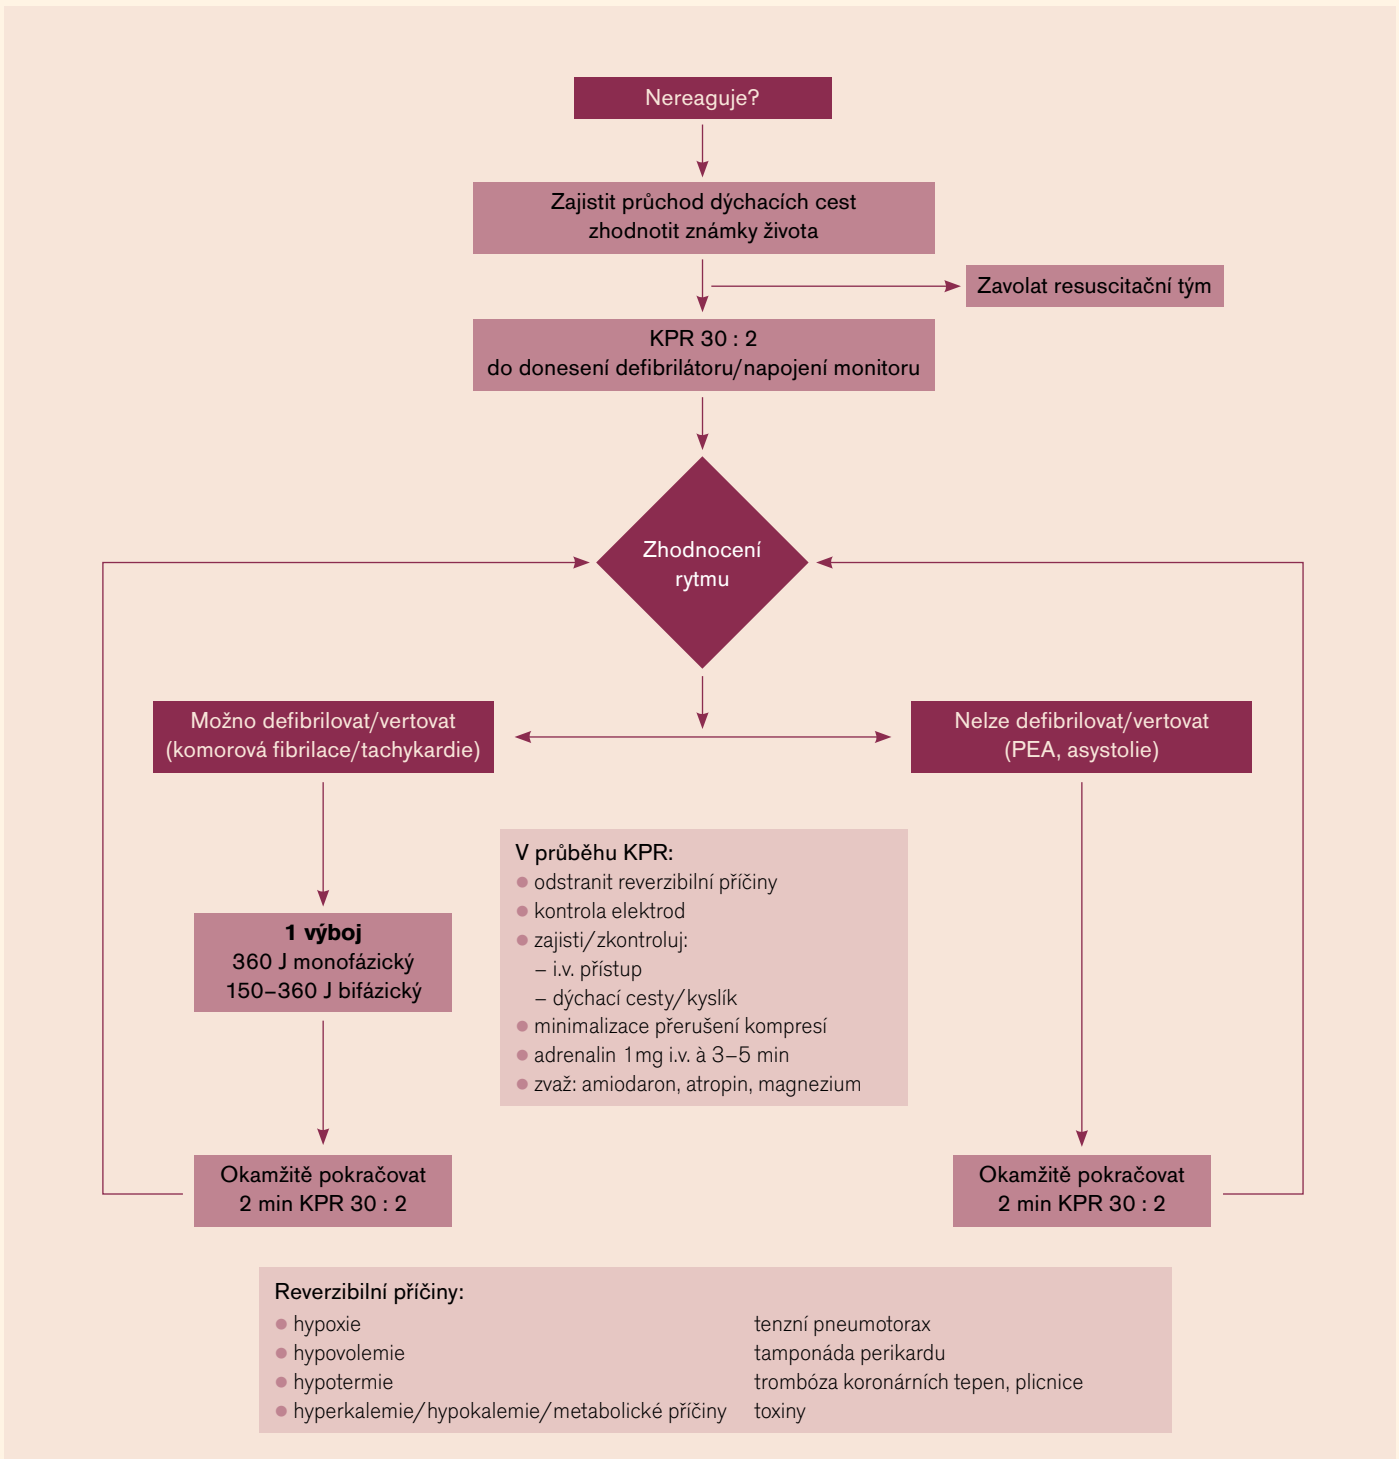 Nereaguje?
Zajistit průchod dýchacích cest
zhodnotit známky života
Zavolat resuscitační tým
KPR 30 : 2
do donesení defibrilátoru/napojení monitoru
Zhodnocení
rytmu
Možno defibrilovat/vertovat
(komorová fibrilace/tachykardie)
Nelze defibrilovat/vertovat
(PEA, asystolie)
1 výboj
360 J monofázický
150–360 J bifázický
V průběhu KPR:
● odstranit reverzibilní příčiny
● kontrola elektrod
● zajisti/zkontroluj:
– i.v. přístup
– dýchací cesty/kyslík
● minimalizace přerušení kompresí
● adrenalin 1mg i.v. à 3–5 min
● zvaž: amiodaron, atropin, magnezium
Okamžitě pokračovat
2 min KPR 30 : 2
Okamžitě pokračovat
2 min KPR 30 : 2
Reverzibilní příčiny:
● hypoxie
● hypovolemie
● hypotermie
● hyperkalemie/hypokalemie/metabolické příčiny
tenzní pneumotorax
tamponáda perikardu
trombóza koronárních tepen, plicnice
toxiny